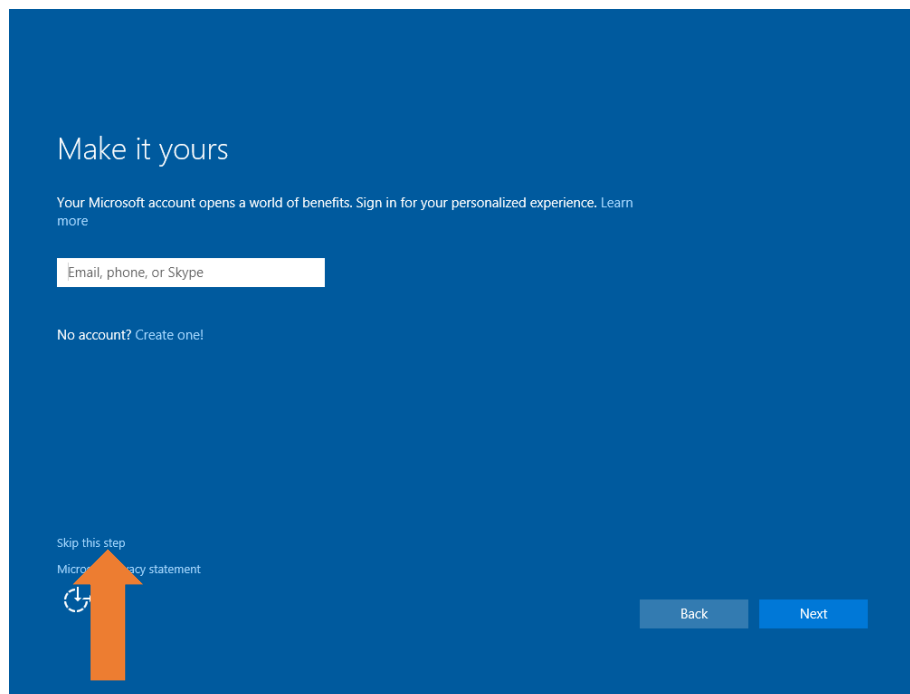 Make it yours
Your Microsoft account opens a world of benefits. Sign in for your personalized experience. Learn
more
Email, phone, or Skype
No account? Create one!
Skip this step
statement
Back
Next